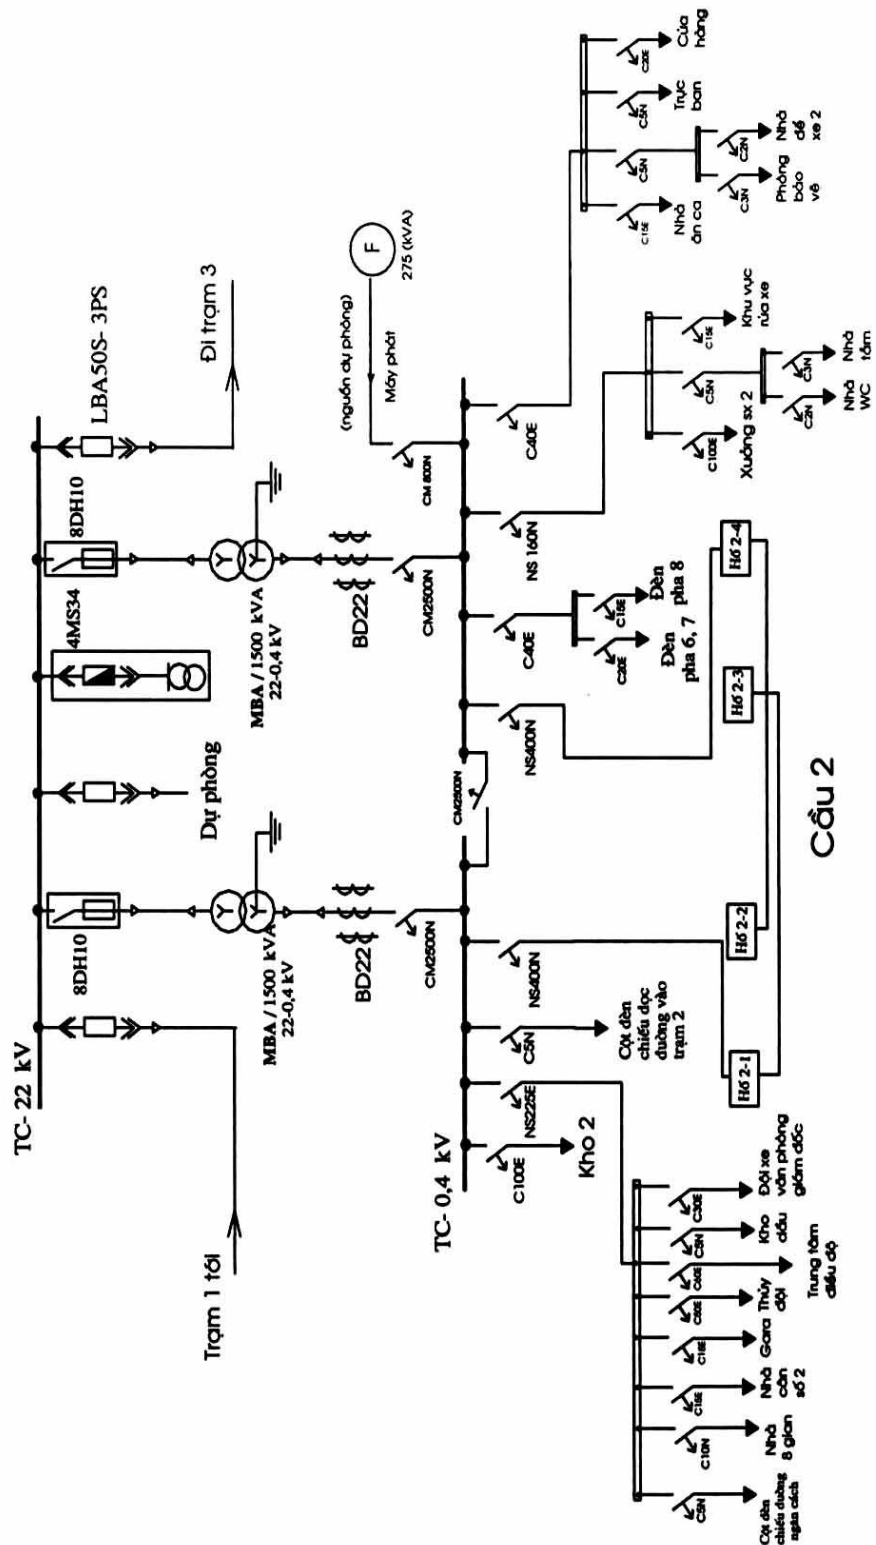 TC- 22 kV
Trạm 1 tới
8DH10
MBA / 1500 kVA
22-0,4 kV
BD22
CM2500N
Dự phòng
4MS34
8DH10
MBA / 1500 kVA
22-0,4 kV
BD22
CM2500N
LBA50S- 3PS
Đi trạm 3
(nguồn dự phòng)
Máy phát
F
275 (kVA)
CM 800N
TC- 0,4 kV
C100E
Kho 2
NS225E
C5N
Cột đèn
chiếu dọc
đường vào
trạm 2
NS400N
CM2500N
NS400N
C40E
C20E
Đèn
pha 6, 7
C15E
Đèn
pha 8
NS 160N
C40E
Hố 2-1
Hố 2-2
Hố 2-3
Hố 2-4
Cầu 2
C5N
Cột đèn
chiếu đường
ngăn cách
C10N
Nhà
8 gian
C15E
Nhà
cân
số 2
C15E
Gara
C50E
Thủy
đội
C60E
Trung tâm
điều độ
C5N
Kho
dầu
C30E
Đội xe
văn phòng
giám đốc
C100E
Xưởng sx 2
C5N
C2N
Nhà
WC
C3N
Nhà
tắm
C15E
Khu vực
rửa xe
C15E
Nhà
ăn ca
C5N
C3N
Phòng
bảo
vệ
C2N
Nhà
để
xe 2
C5N
Trực
ban
C20E
Cửa
hàng